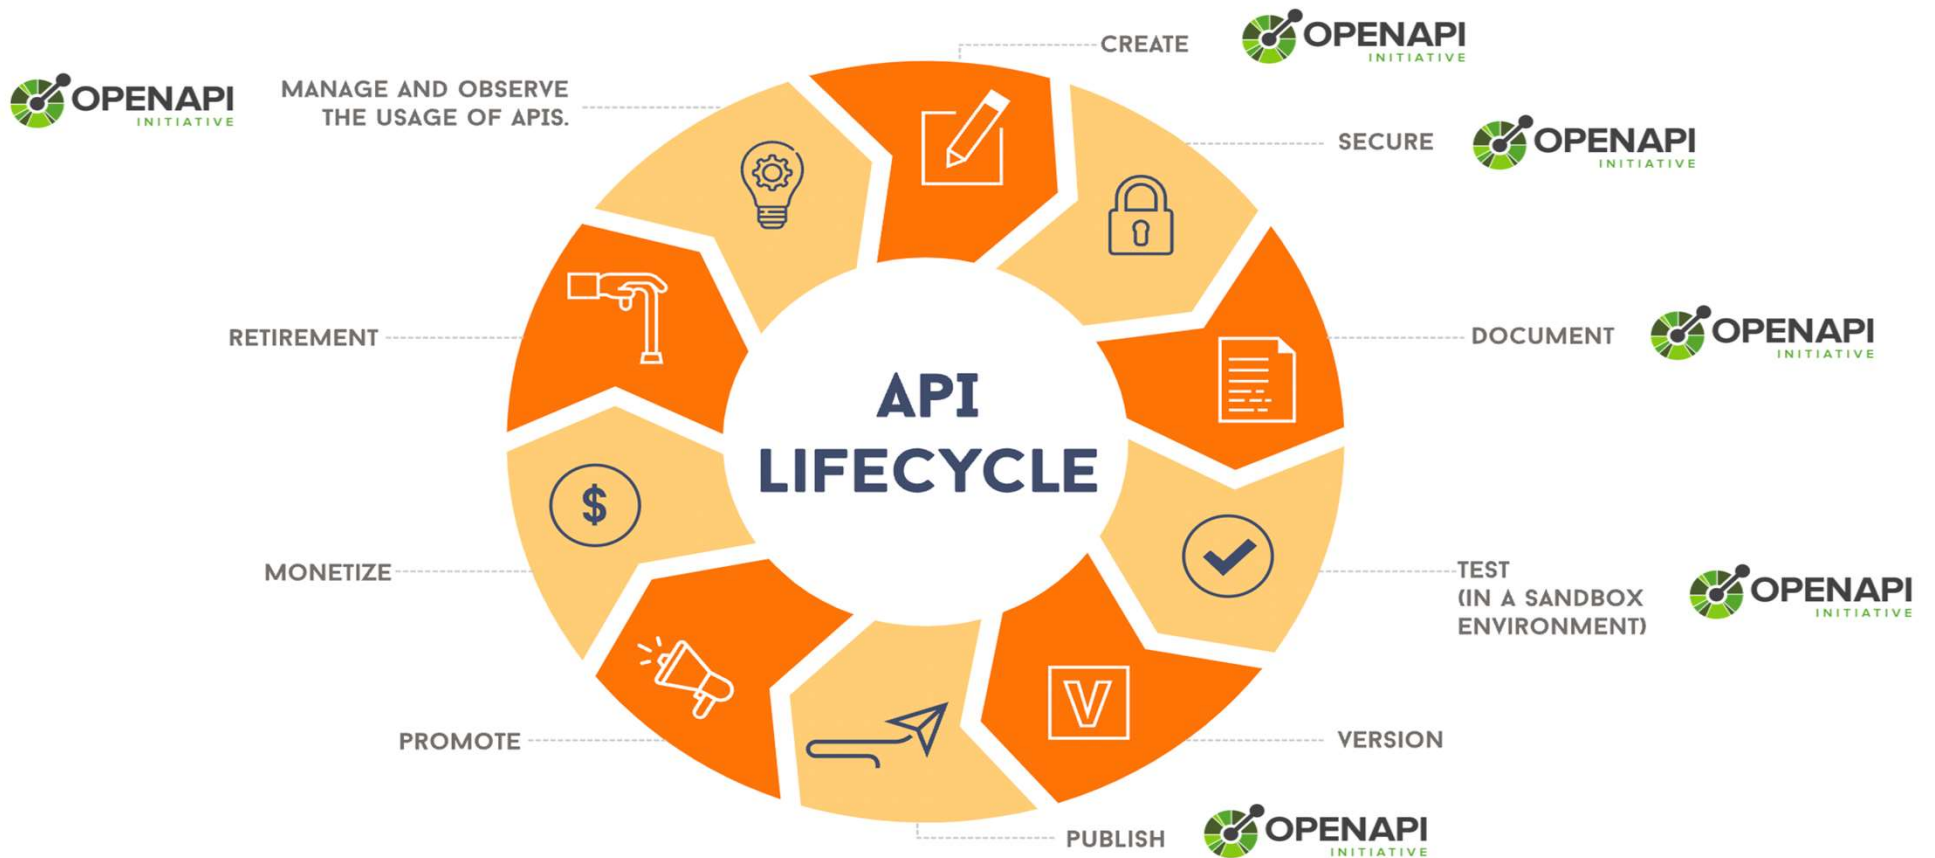 CREATE
OPENAPI
INITIATIVE
SECURE
OPENAPI
INITIATIVE
DOCUMENT
OPENAPI
INITIATIVE
TEST
(IN A SANDBOX
ENVIRONMENT)
OPENAPI
INITIATIVE
VERSION
V
PUBLISH
OPENAPI
INITIATIVE
PROMOTE
MONETIZE
$
RETIREMENT
MANAGE AND OBSERVE
THE USAGE OF APIS.
OPENAPI
INITIATIVE
API
LIFECYCLE